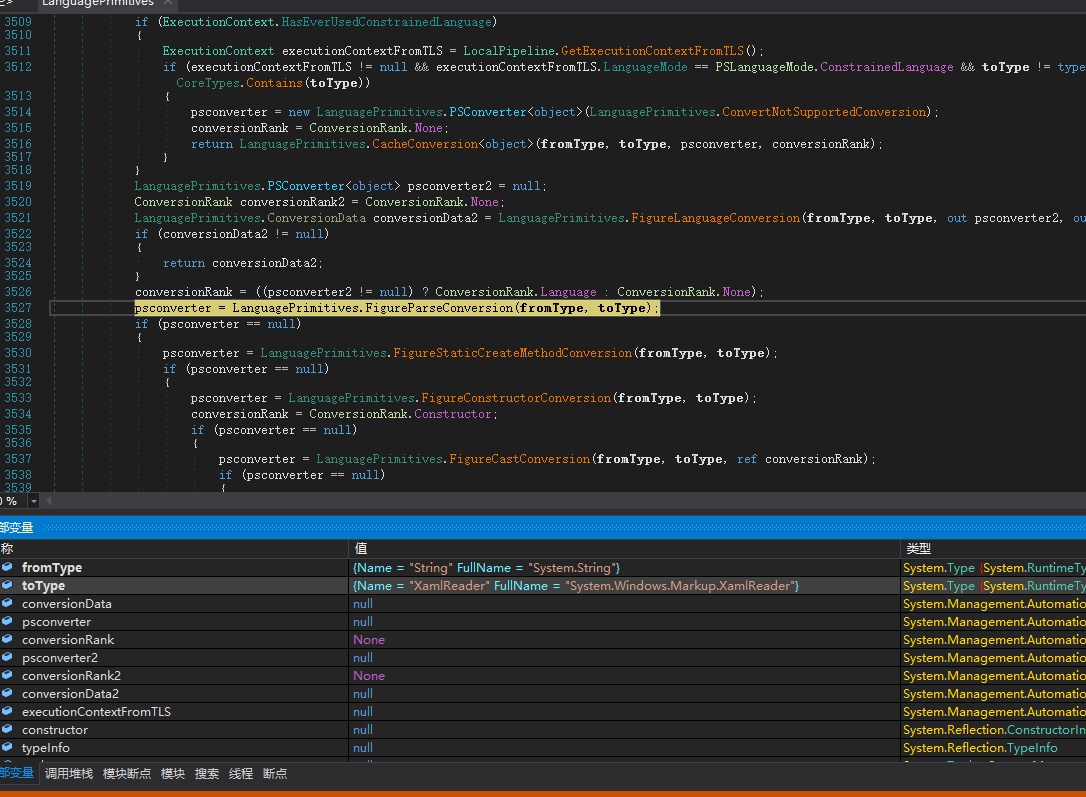 LanguagePrimitives ×
3509 if (ExecutionContext.HasEverUsedConstrainedLanguage)
3510 {
3511 ExecutionContext executionContextFromTLS = LocalPipeline.GetExecutionContextFromTLS();
3512 if (executionContextFromTLS != null && executionContextFromTLS.LanguageMode == PSLanguageMode.ConstrainedLanguage && toType != type
CoreTypes.Contains(toType))
3513 {
3514 psconverter = new LanguagePrimitives.PSConverter<object>(LanguagePrimitives.ConvertNotSupportedConversion);
3515 conversionRank = ConversionRank.None;
3516 return LanguagePrimitives.CacheConversion<object>(fromType, toType, psconverter, conversionRank);
3517 }
3518 }
3519 LanguagePrimitives.PSConverter<object> psconverter2 = null;
3520 ConversionRank conversionRank2 = ConversionRank.None;
3521 LanguagePrimitives.ConversionData conversionData2 = LanguagePrimitives.FigureLanguageConversion(fromType, toType, out psconverter2, ou
3522 if (conversionData2 != null)
3523 {
3524 return conversionData2;
3525 }
3526 conversionRank = ((psconverter2 != null) ? ConversionRank.Language : ConversionRank.None);
3527 psconverter = LanguagePrimitives.FigureParseConversion(fromType, toType);
3528 if (psconverter == null)
3529 {
3530 psconverter = LanguagePrimitives.FigureStaticCreateMethodConversion(fromType, toType);
3531 if (psconverter == null)
3532 {
3533 psconverter = LanguagePrimitives.FigureConstructorConversion(fromType, toType);
3534 conversionRank = ConversionRank.Constructor;
3535 if (psconverter == null)
3536 {
3537 psconverter = LanguagePrimitives.FigureCastConversion(fromType, toType, ref conversionRank);
3538 if (psconverter == null)
3539 {
0 %
部变量
称 值 类型
fromType {Name = "String" FullName = "System.String"} System.Type {System.RuntimeTy
toType {Name = "XamlReader" FullName = "System.Windows.Markup.XamlReader"} System.Type {System.RuntimeTy
conversionData null System.Management.Automatio
psconverter null System.Management.Automatio
conversionRank None System.Management.Automatio
psconverter2 null System.Management.Automatio
conversionRank2 None System.Management.Automatio
conversionData2 null System.Management.Automatio
executionContextFromTLS null System.Management.Automatio
constructor null System.Reflection.ConstructorIn
typeInfo null System.Reflection.TypeInfo
部变量 调用堆栈 模块断点 模块 搜索 线程 断点